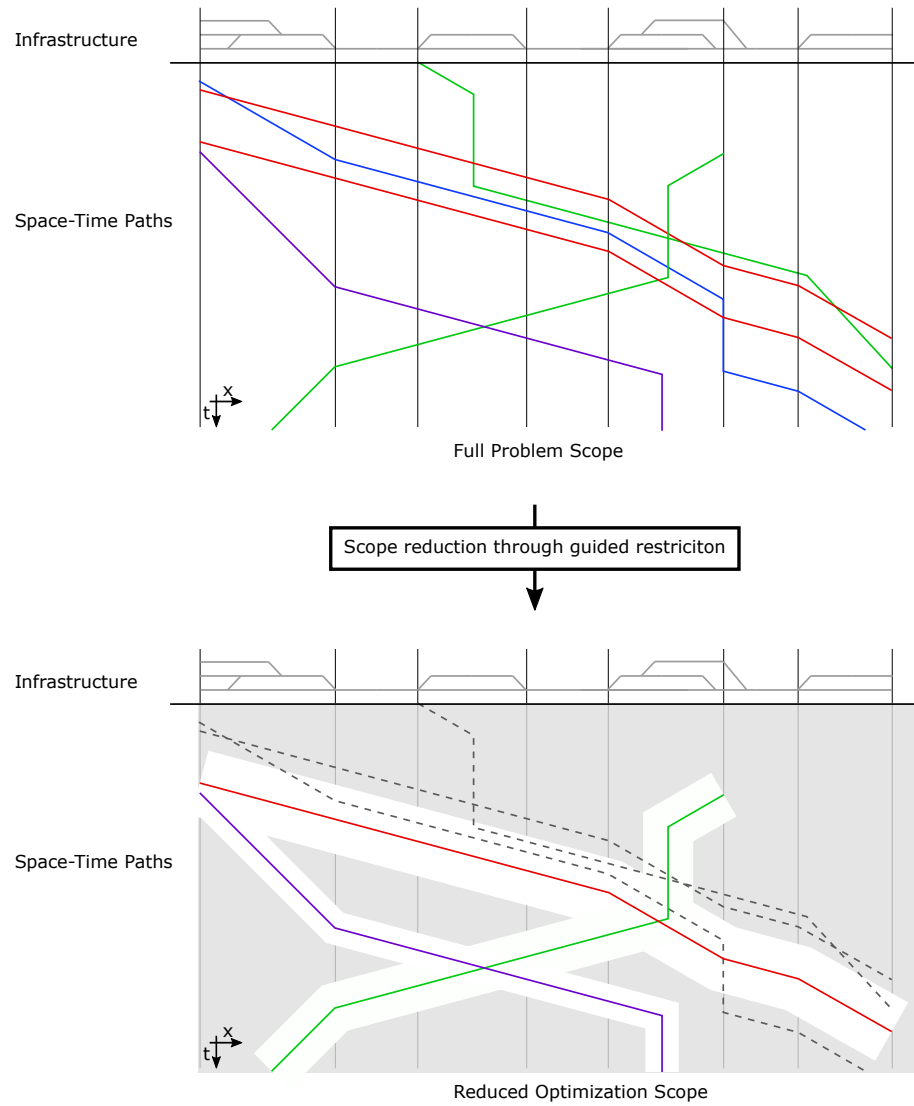 Infrastructure
Space-Time Paths
x
t
Full Problem Scope
Scope reduction through guided restriciton
Infrastructure
Space-Time Paths
x
t
Reduced Optimization Scope